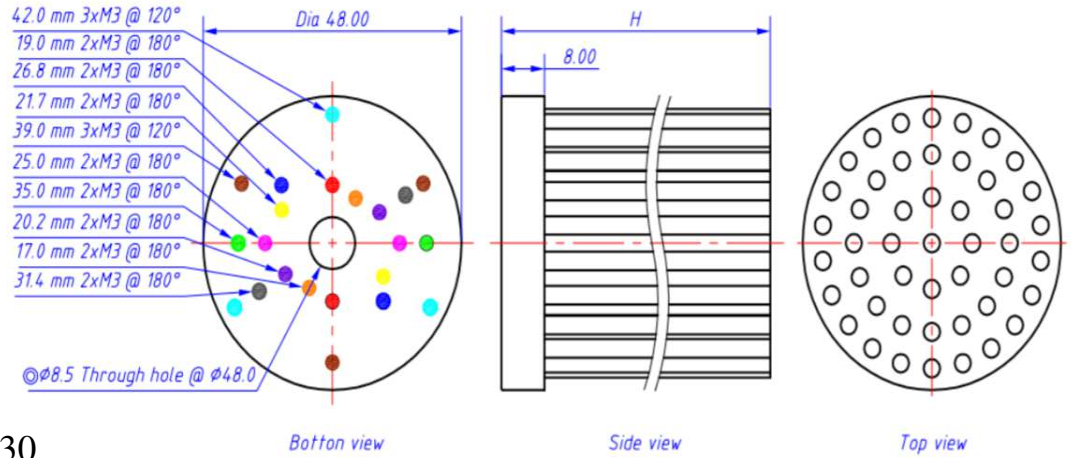 42.0 mm 3xM3 @ 120°
19.0 mm 2xM3 @ 180°
26.8 mm 2xM3 @ 180°
21.7 mm 2xM3 @ 180°
39.0 mm 3xM3 @ 120°
25.0 mm 2xM3 @ 180°
35.0 mm 2xM3 @ 180°
20.2 mm 2xM3 @ 180°
17.0 mm 2xM3 @ 180°
31.4 mm 2xM3 @ 180°
◎Ø8.5 Through hole @ Ø48.0
Dia 48.00
H
8.00
30
Botton view
Side view
Top view